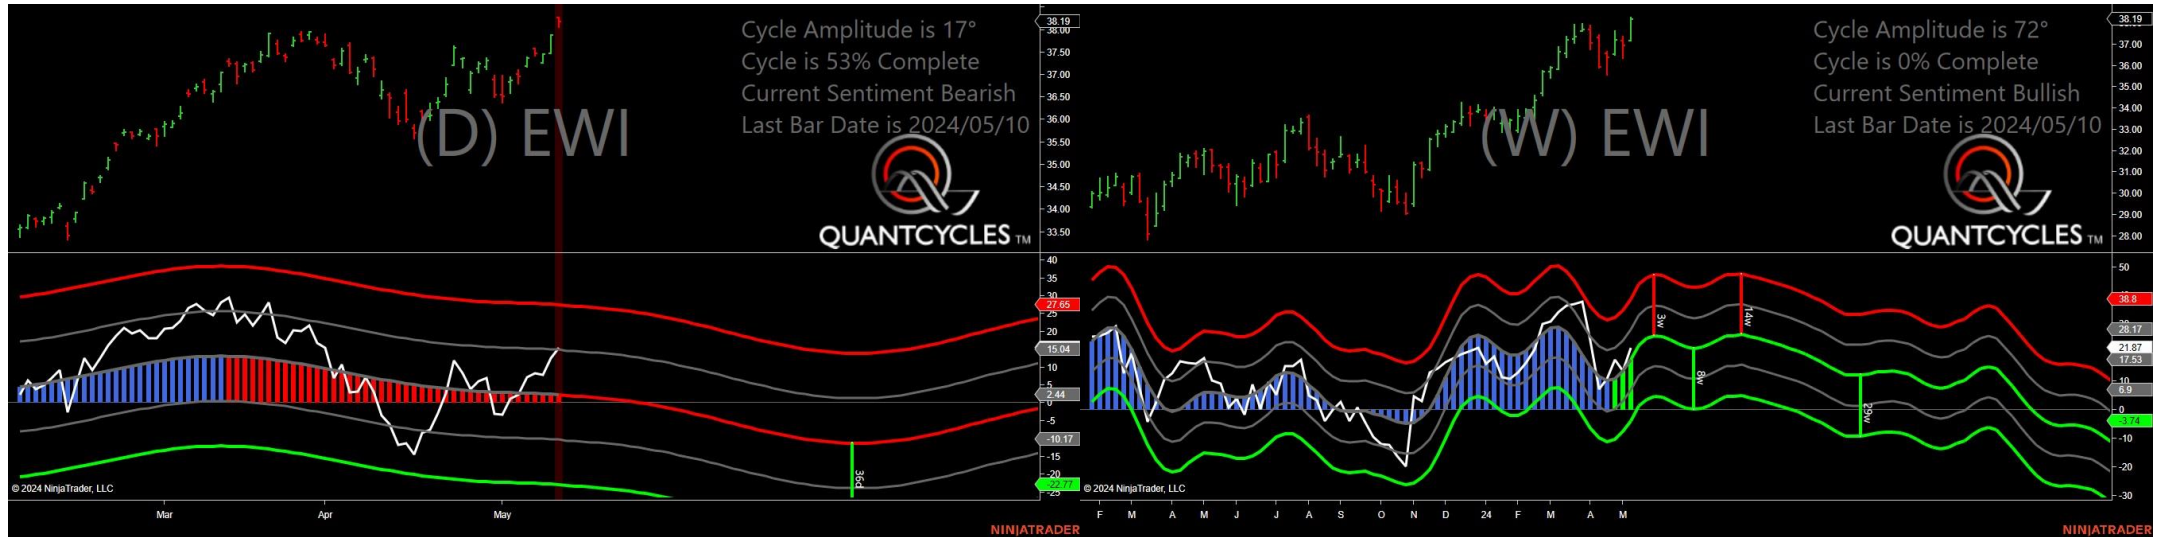 Cycle Amplitude is 17°
Cycle is 53% Complete
Current Sentiment Bearish
Last Bar Date is 2024/05/10
(D) EWI
QUANTCYCLES TM
38.19
38.00
37.50
37.00
36.50
36.00
35.50
35.00
34.50
34.00
33.50
40
35
30
27.65
25
20
15.04
10
5
2.44
0
-5
-10.17
-15
-20
-22.77
-25
36d
© 2024 NinjaTrader, LLC
Mar
Apr
May
NINJATRADER
Cycle Amplitude is 72°
Cycle is 0% Complete
Current Sentiment Bullish
Last Bar Date is 2024/05/10
(W) EWI
QUANTCYCLES TM
38.19
37.00
36.00
35.00
34.00
33.00
32.00
31.00
30.00
29.00
28.00
50
38.8
28.17
21.87
17.53
10
6.9
0
-3.74
-10
-20
-30
3w
14w
8w
29w
© 2024 NinjaTrader, LLC
F M A M J J A S O N D 24 F M A M
NINJATRADER